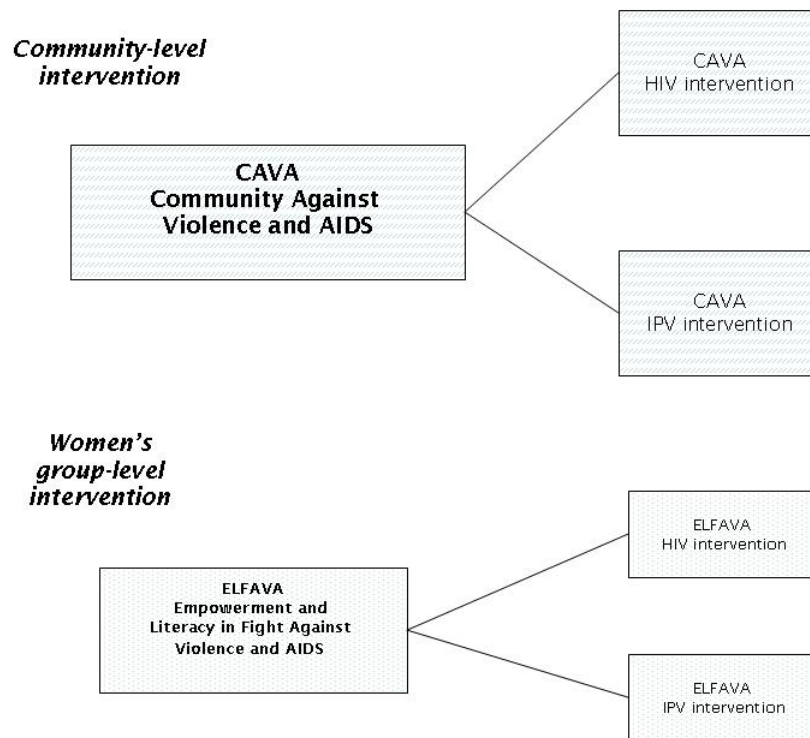 Community-level
intervention
CAVA
HIV intervention
CAVA
Community Against
Violence and AIDS
CAVA
IPV intervention
Women's
group-level
intervention
ELFAVA
HIV intervention
ELFAVA
Empowerment and
Literacy in Fight Against
Violence and AIDS
ELFAVA
IPV intervention